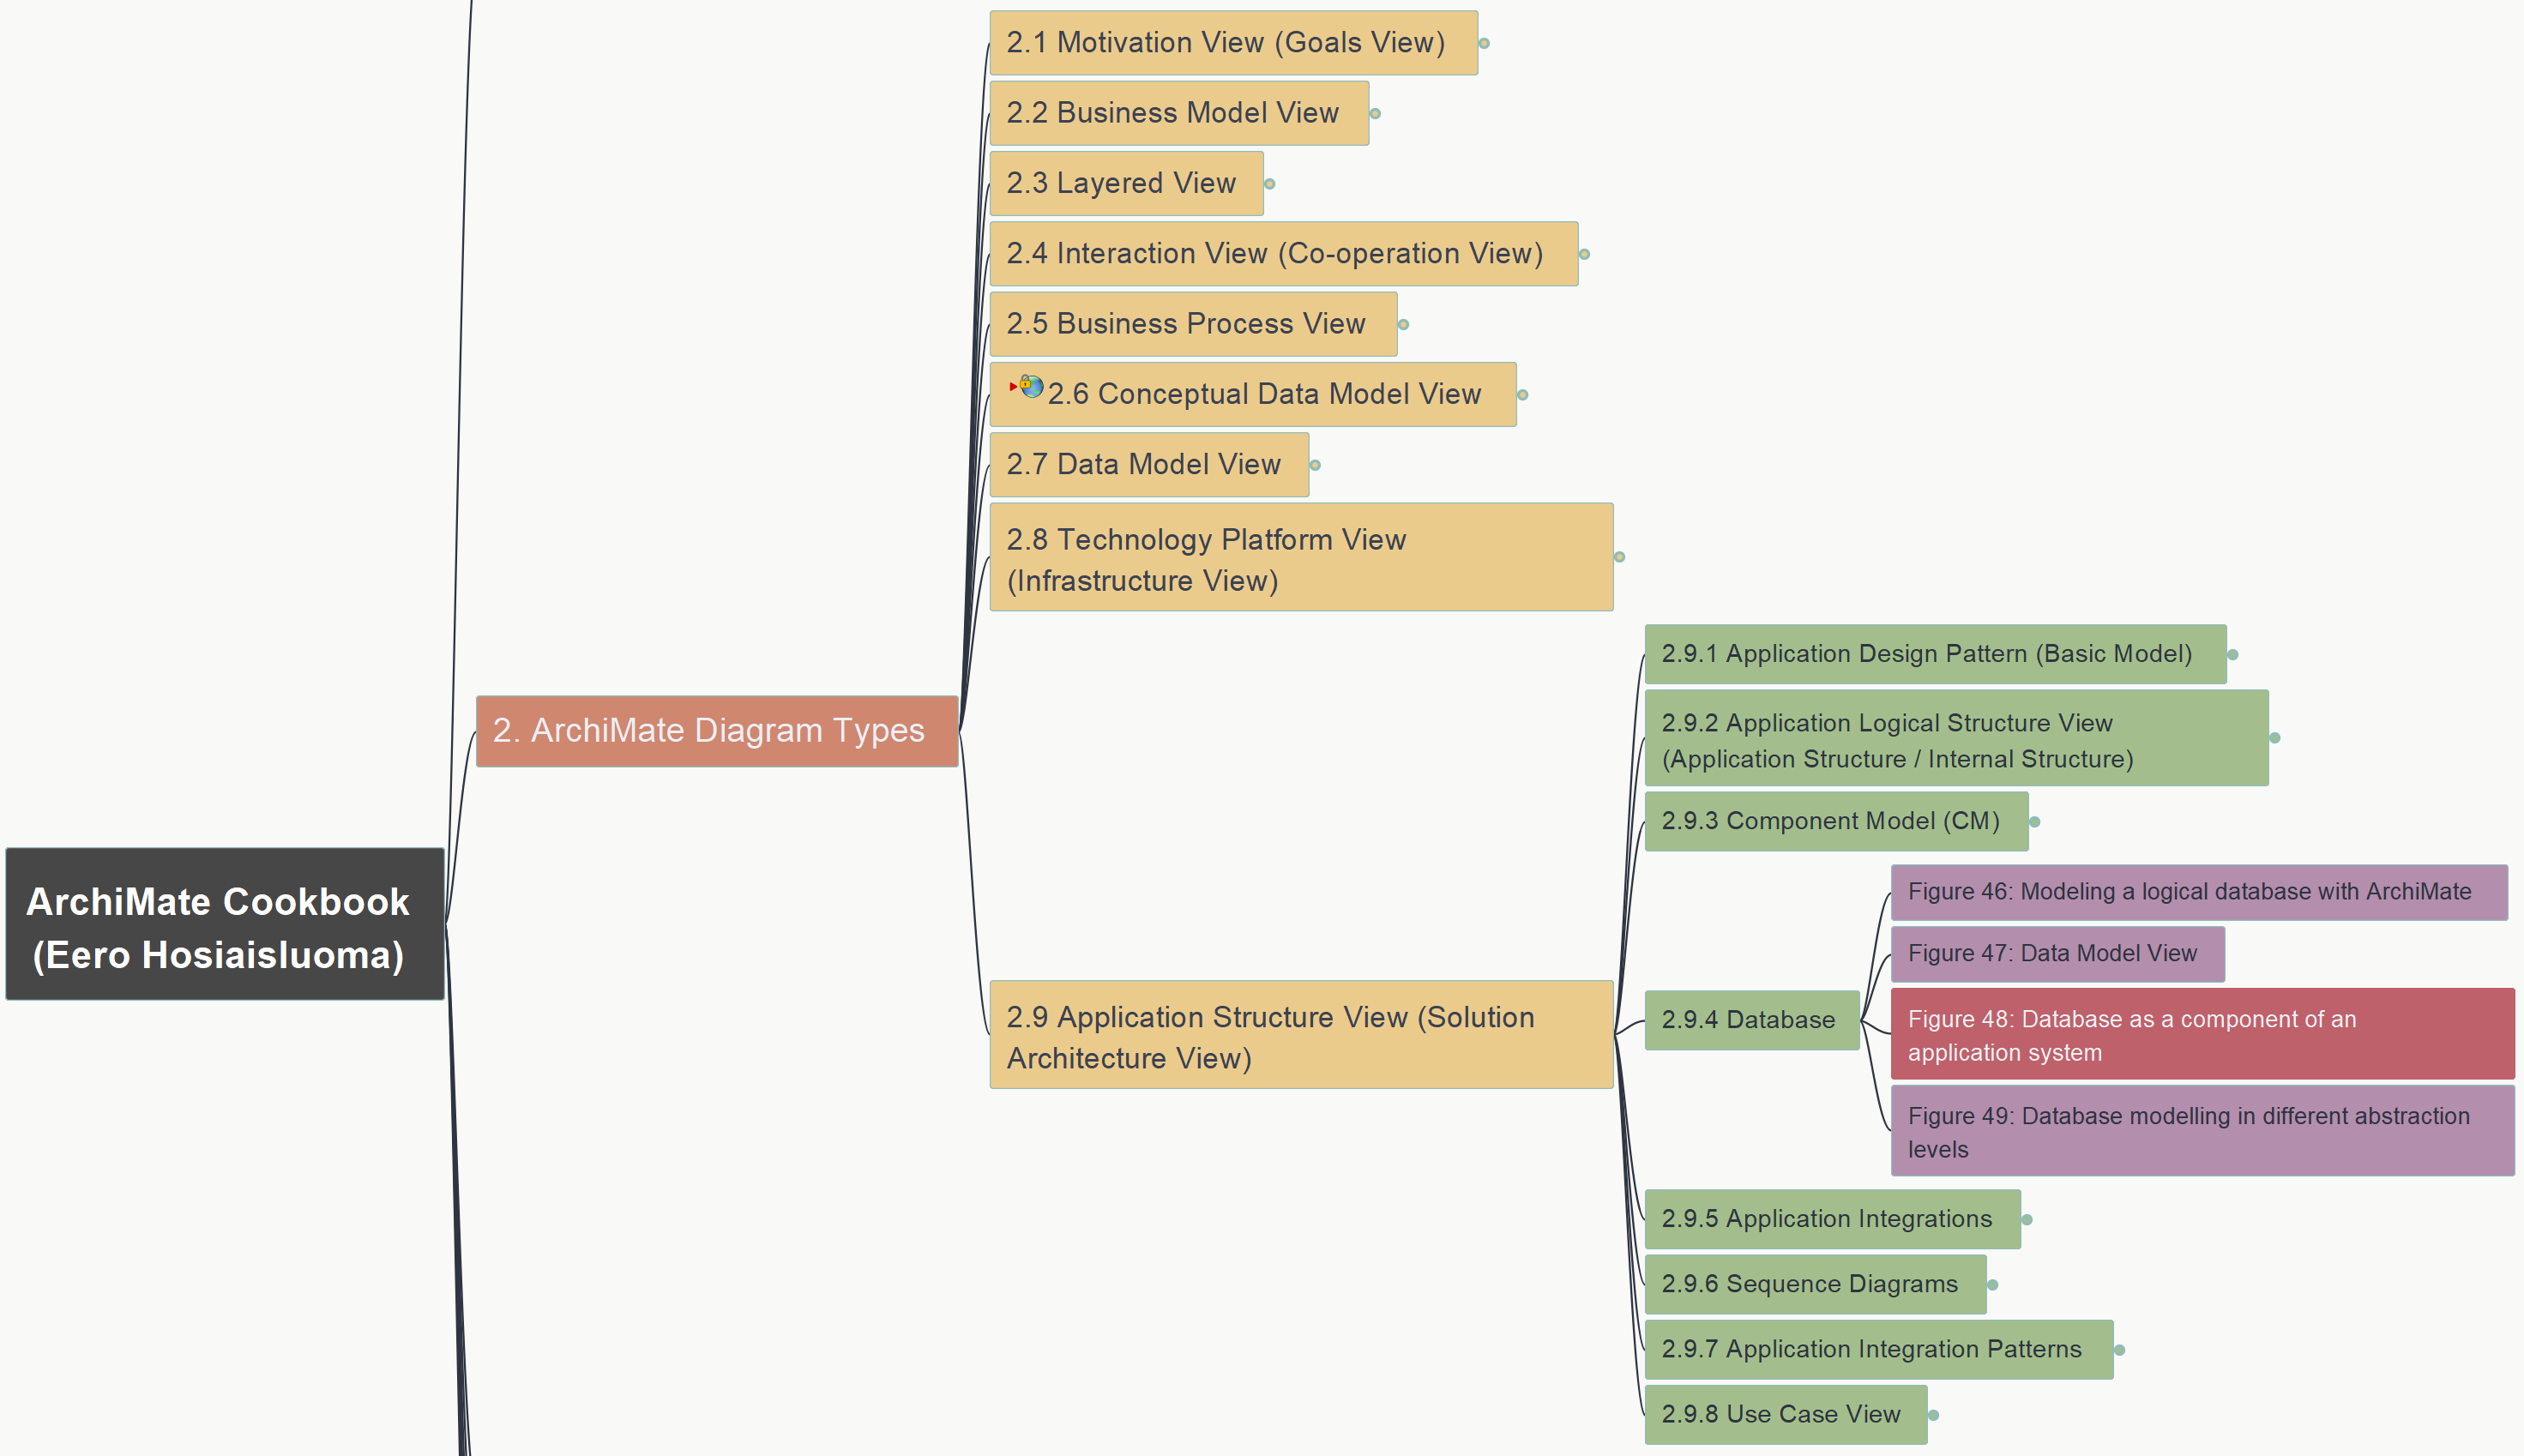 2.1 Motivation View (Goals View)
2.2 Business Model View
2.3 Layered View
2.4 Interaction View (Co-operation View)
2.5 Business Process View
2.6 Conceptual Data Model View
2.7 Data Model View
2.8 Technology Platform View
(Infrastructure View)
2.9.1 Application Design Pattern (Basic Model)
2. ArchiMate Diagram Types
2.9.2 Application Logical Structure View
(Application Structure / Internal Structure)
2.9.3 Component Model (CM)
ArchiMate Cookbook
(Eero Hosiaisluoma)
2.9 Application Structure View (Solution
Architecture View)
2.9.4 Database
Figure 46: Modeling a logical database with ArchiMate
Figure 47: Data Model View
Figure 48: Database as a component of an
application system
Figure 49: Database modelling in different abstraction
levels
2.9.5 Application Integrations
2.9.6 Sequence Diagrams
2.9.7 Application Integration Patterns
2.9.8 Use Case View